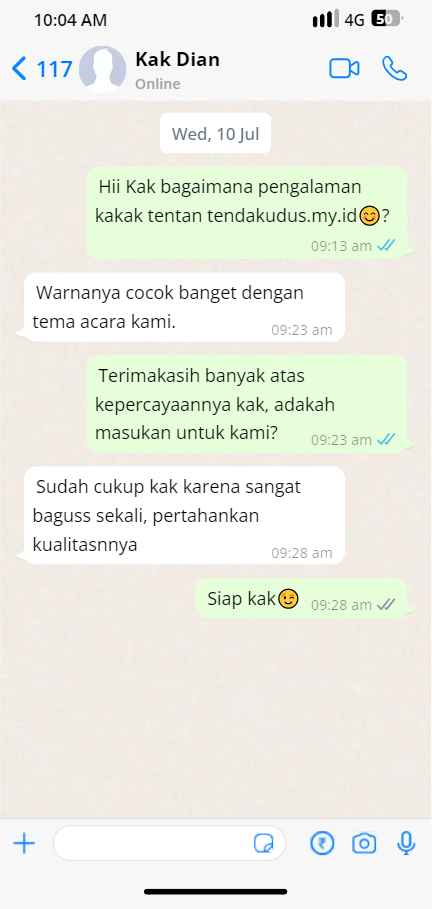 10:04 AM 4G 50
117 Kak Dian
Online
Wed, 10 Jul
Hii Kak bagaimana pengalaman
kakak tentan tendakudus.my.id😊?
09:13 am
Warnanya cocok banget dengan
tema acara kami.
09:23 am
Terimakasih banyak atas
kepercayaannya kak, adakah
masukan untuk kami?
09:23 am
Sudah cukup kak karena sangat
baguss sekali, pertahankan
kualitasnnya
09:28 am
Siap kak😉 09:28 am
₹